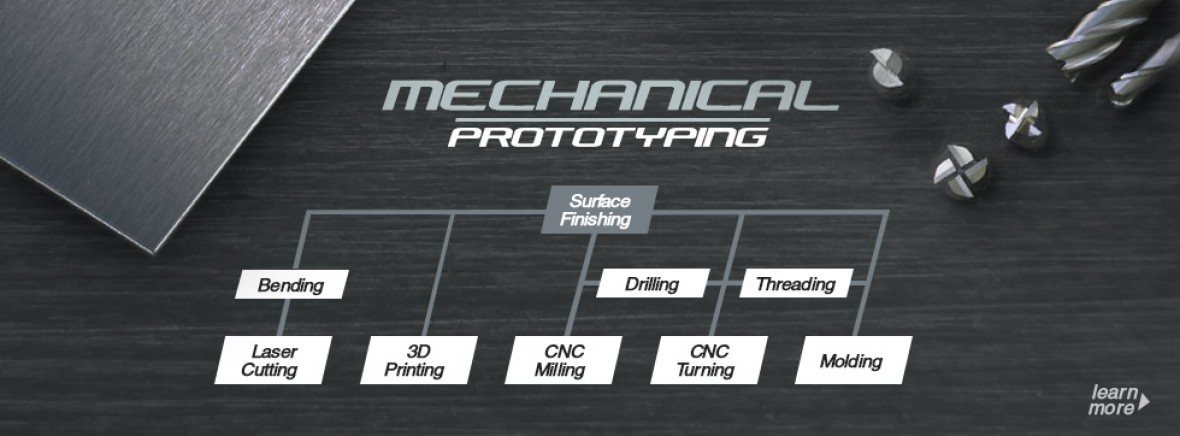 MECHANICAL
PROTOTYPING
Surface
Finishing
Bending
Drilling
Threading
Laser
Cutting
3D
Printing
CNC
Milling
CNC
Turning
Molding
learn
more